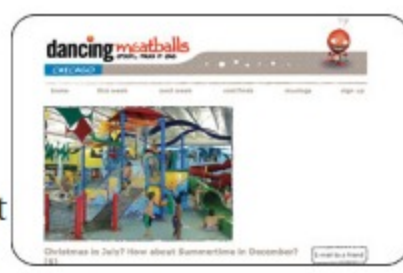 dancing meatballs
CHICAGO
home this week next week cool finds musings sign up
t
Christmas in July? How about Summertime in December?
E-mail to a friend